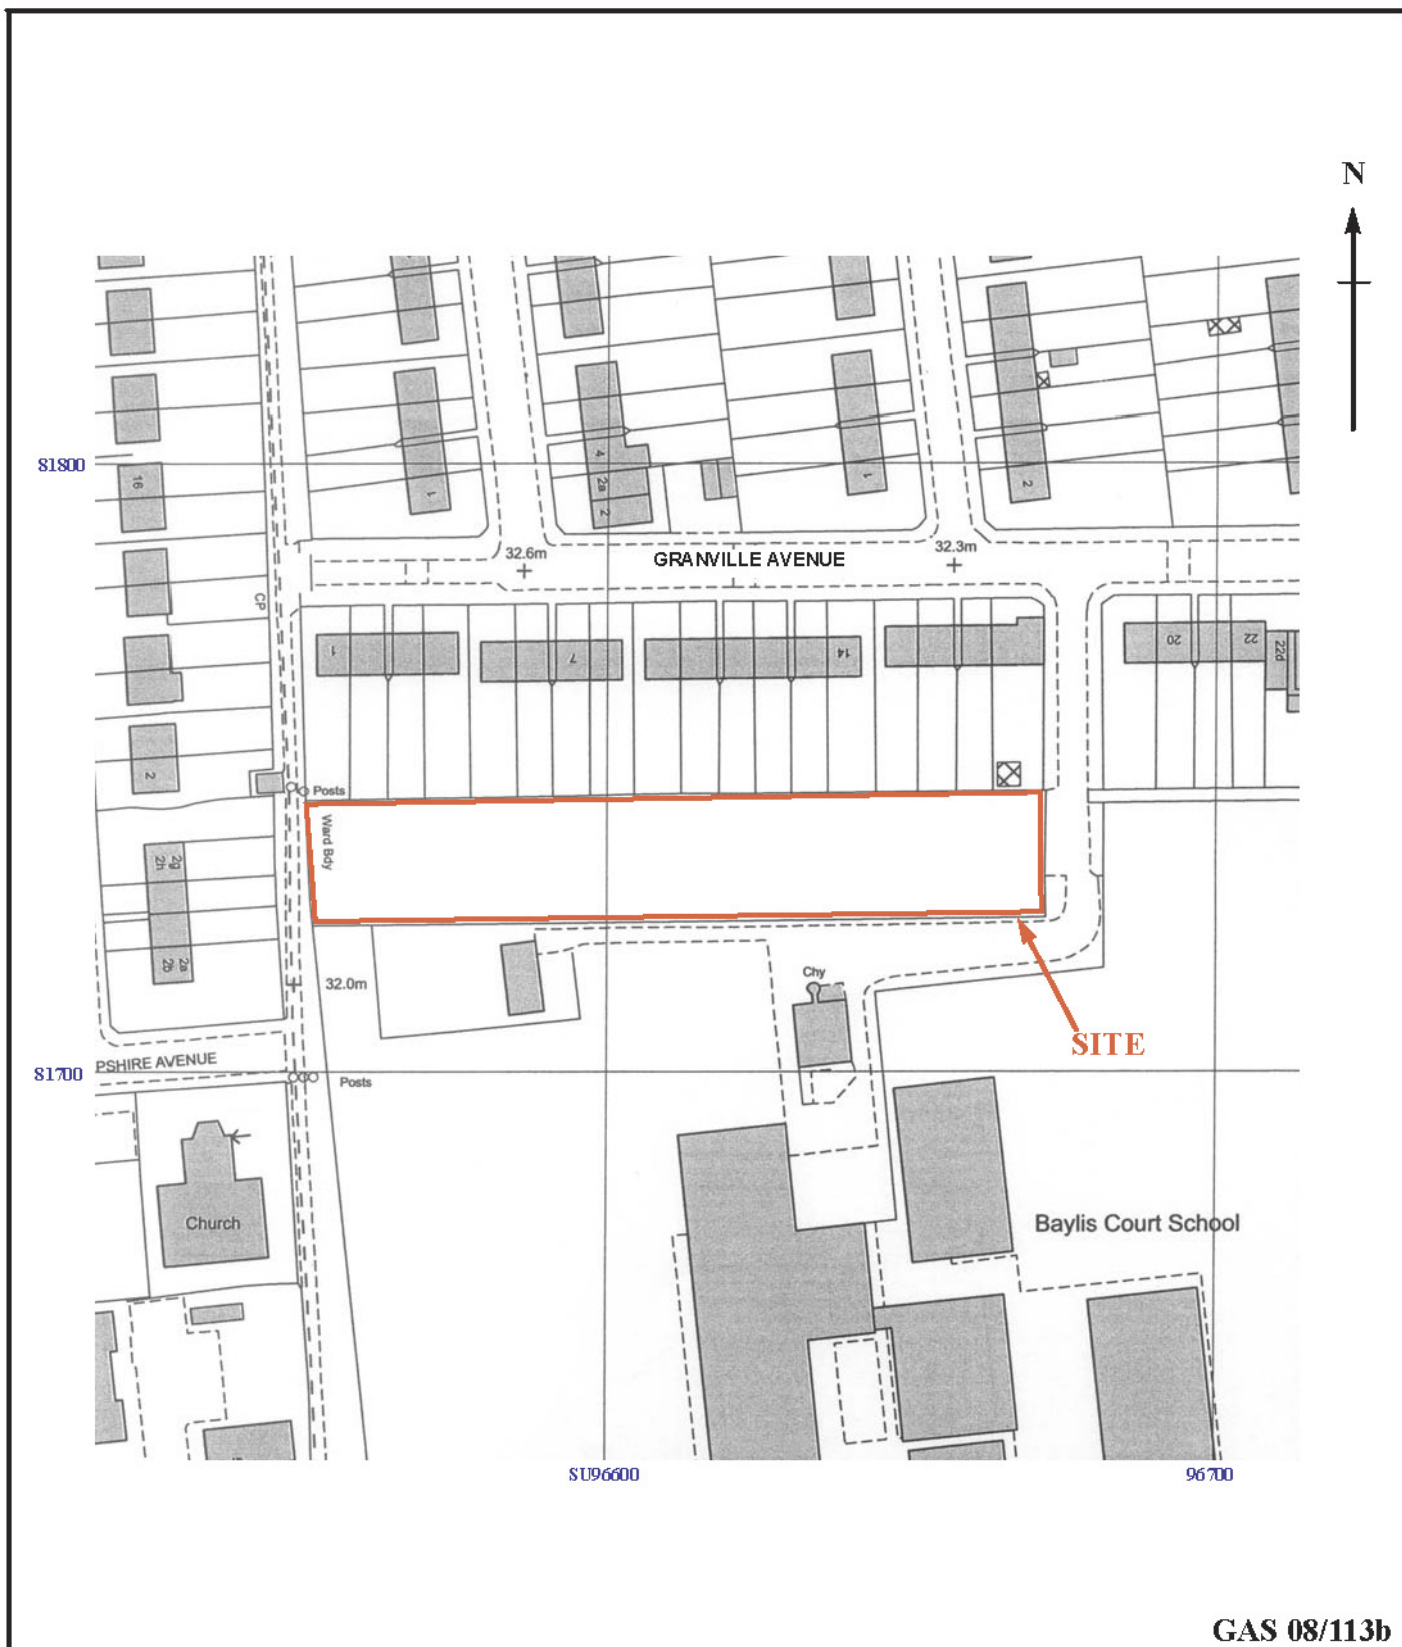 N
CP
1
4
2a
2
1
2
81800
16
32.6m
GRANVILLE AVENUE
32.3m
1
7
14
20
22
22d
2
Posts
Ward Bdy
2g
2h
2a
2b
32.0m
Chy
SITE
PSHIRE AVENUE
81700
Posts
Church
Baylis Court School
SU96600
96700
GAS 08/113b